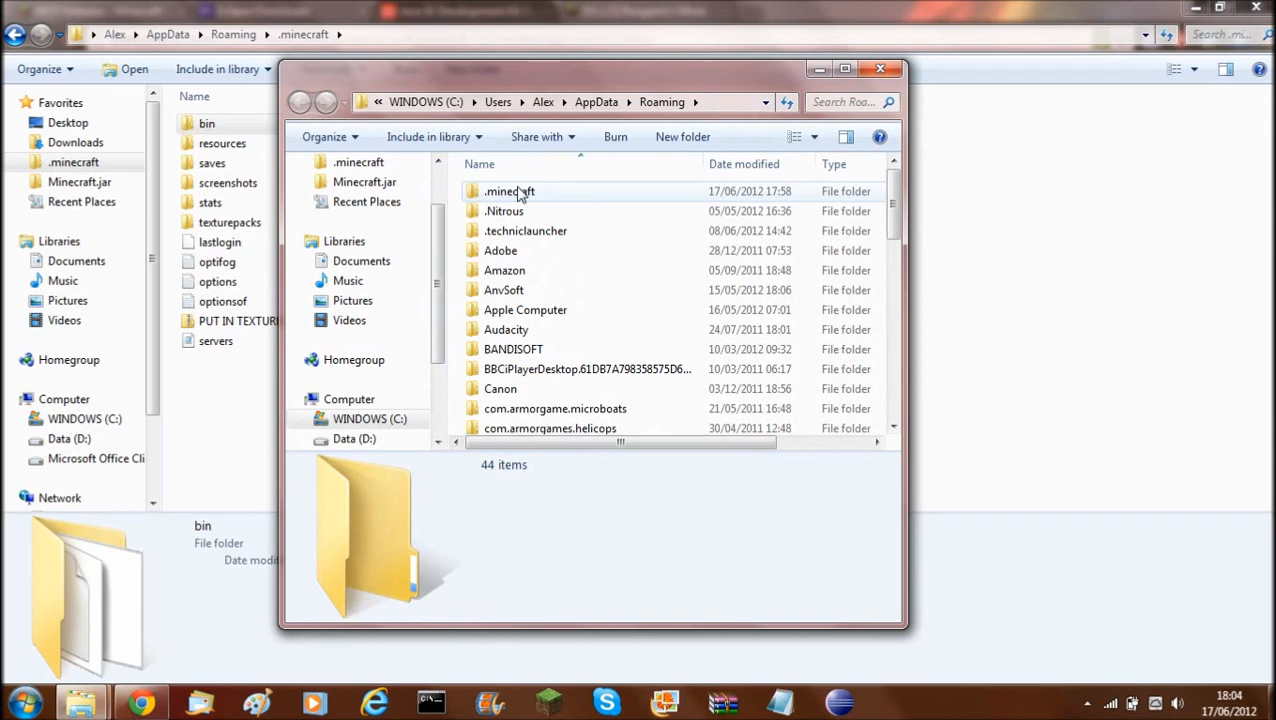 Alex ▸ AppData ▸ Roaming ▸ .minecraft ▸
Search .mi...
Organize
Open
Include in library
Favorites
Desktop
Downloads
.minecraft
Minecraft.jar
Recent Places
Libraries
Documents
Music
Pictures
Videos
Homegroup
Computer
WINDOWS (C:)
Data (D:)
Microsoft Office Cli
Network
Name
bin
resources
saves
screenshots
stats
texturepacks
lastlogin
optifog
options
optionsof
PUT IN TEXTUR
servers
bin
File folder
Date modifi
« WINDOWS (C:) ▸ Users ▸ Alex ▸ AppData ▸ Roaming ▸
Search Roa...
Organize
Include in library
Share with
Burn
New folder
.minecraft
Minecraft.jar
Recent Places
Libraries
Documents
Music
Pictures
Videos
Homegroup
Computer
WINDOWS (C:)
Data (D:)
Name Date modified Type
.minecraft 17/06/2012 17:58 File folder
.Nitrous 05/05/2012 16:36 File folder
.techniclauncher 08/06/2012 14:42 File folder
Adobe 28/12/2011 07:53 File folder
Amazon 05/09/2011 18:48 File folder
AnvSoft 15/05/2012 18:06 File folder
Apple Computer 16/05/2012 07:01 File folder
Audacity 24/07/2011 18:01 File folder
BANDISOFT 10/03/2012 09:32 File folder
BBCiPlayerDesktop.61DB7A798358575D6... 10/03/2011 06:17 File folder
Canon 03/12/2011 18:56 File folder
com.armorgame.microboats 21/05/2011 16:48 File folder
com.armorgames.helicops 30/04/2011 12:48 File folder
44 items
18:04
17/06/2012